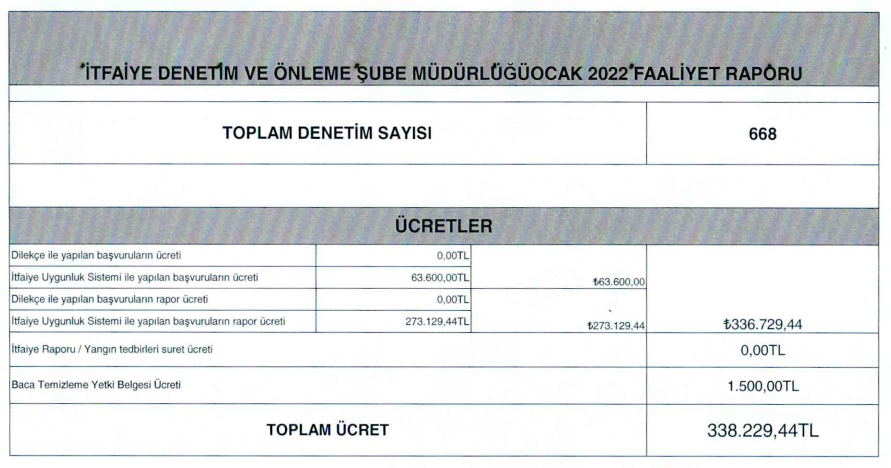 İTFAİYE DENETİM VE ÖNLEME ŞUBE MÜDÜRLÜĞÜOCAK 2022 FAALİYET RAPORU
TOPLAM DENETİM SAYISI 668
ÜCRETLER
Dilekçe ile yapılan başvuruların ücreti 0,00TL
İtfaiye Uygunluk Sistemi ile yapılan başvuruların ücreti 63.600,00TL ₺63.600,00
Dilekçe ile yapılan başvuruların rapor ücreti 0,00TL
İtfaiye Uygunluk Sistemi ile yapılan başvuruların rapor ücreti 273.129,44TL ₺273.129,44 ₺336.729,44
İtfaiye Raporu / Yangın tedbirleri suret ücreti 0,00TL
Baca Temizleme Yetki Belgesi Ücreti 1.500,00TL
TOPLAM ÜCRET 338.229,44TL